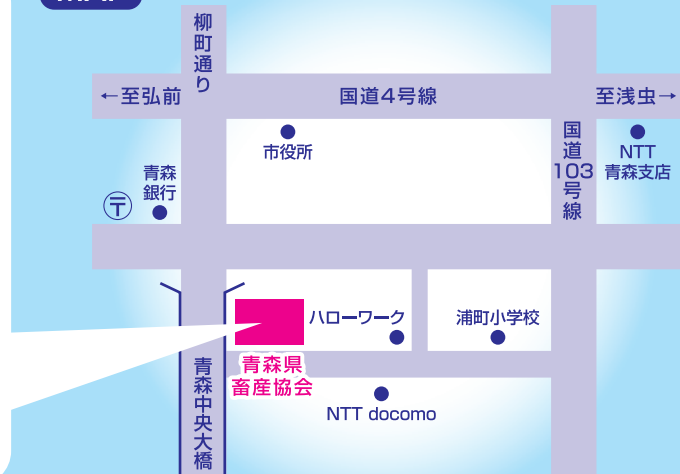 柳町通り
←至弘前
国道4号線
至浅虫→
市役所
国道103号線
NTT
青森支店
青森
銀行
〒
ハローワーク
浦町小学校
青森県
畜産協会
青森中央大橋
NTT docomo